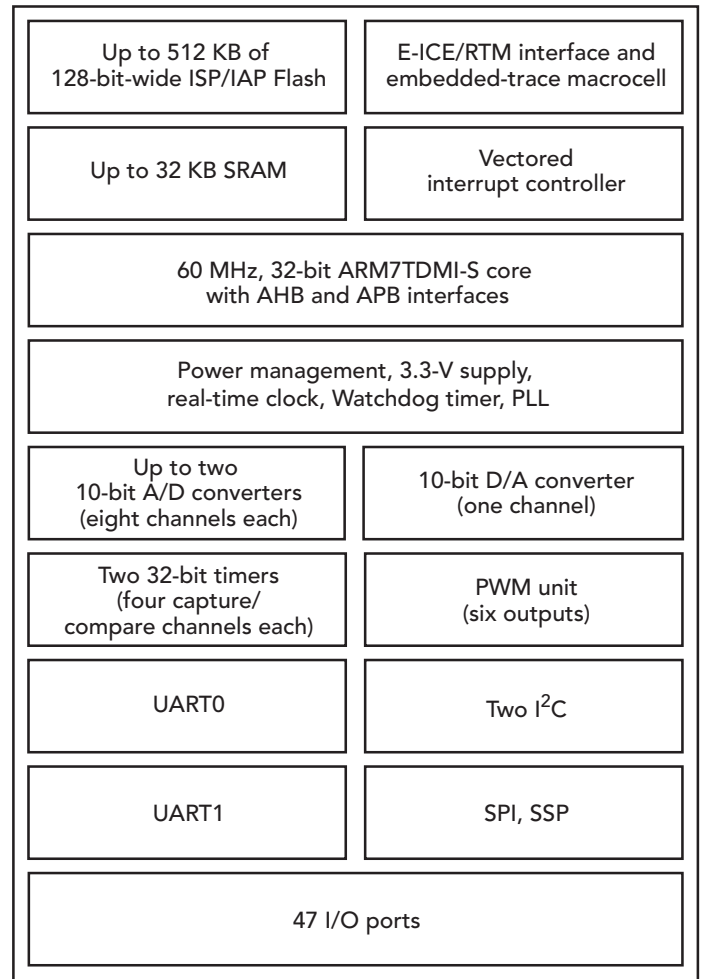 Up to 512 KB of
128-bit-wide ISP/IAP Flash
E-ICE/RTM interface and
embedded-trace macrocell
Up to 32 KB SRAM
Vectored
interrupt controller
60 MHz, 32-bit ARM7TDMI-S core
with AHB and APB interfaces
Power management, 3.3-V supply,
real-time clock, Watchdog timer, PLL
Up to two
10-bit A/D converters
(eight channels each)
10-bit D/A converter
(one channel)
Two 32-bit timers
(four capture/
compare channels each)
PWM unit
(six outputs)
UART0
Two I²C
UART1
SPI, SSP
47 I/O ports